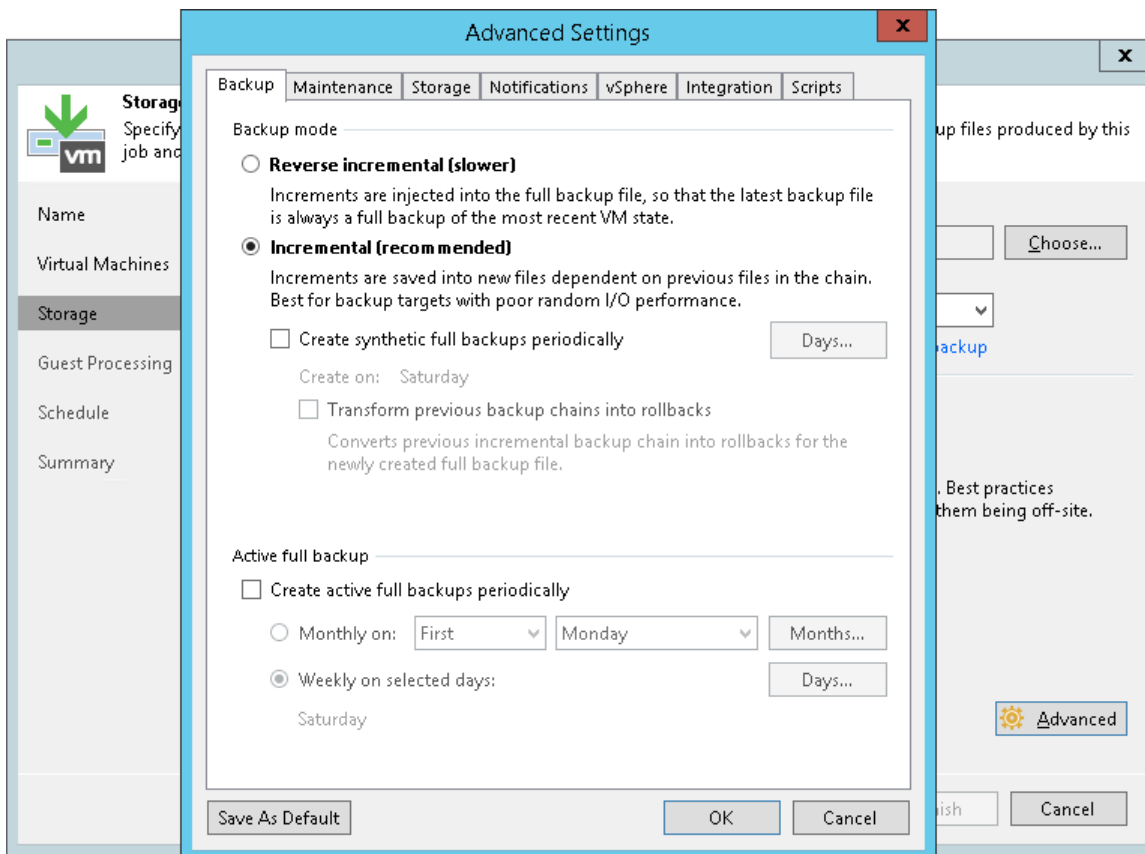 Advanced Settings
x
x
Backup Maintenance Storage Notifications vSphere Integration Scripts
Specify
job and
up files produced by this
vm
Name
Virtual Machines
Storage
Guest Processing
Schedule
Summary
Backup mode
Reverse incremental (slower)
Increments are injected into the full backup file, so that the latest backup file
is always a full backup of the most recent VM state.
Incremental (recommended)
Increments are saved into new files dependent on previous files in the chain.
Best for backup targets with poor random I/O performance.
Create synthetic full backups periodically
Days...
Create on: Saturday
Transform previous backup chains into rollbacks
Converts previous incremental backup chain into rollbacks for the
newly created full backup file.
Active full backup
Create active full backups periodically
Monthly on: First Monday Months...
Weekly on selected days: Days...
Saturday
Save As Default OK Cancel
Choose...
backup
. Best practices
them being off-site.
Advanced
Cancel